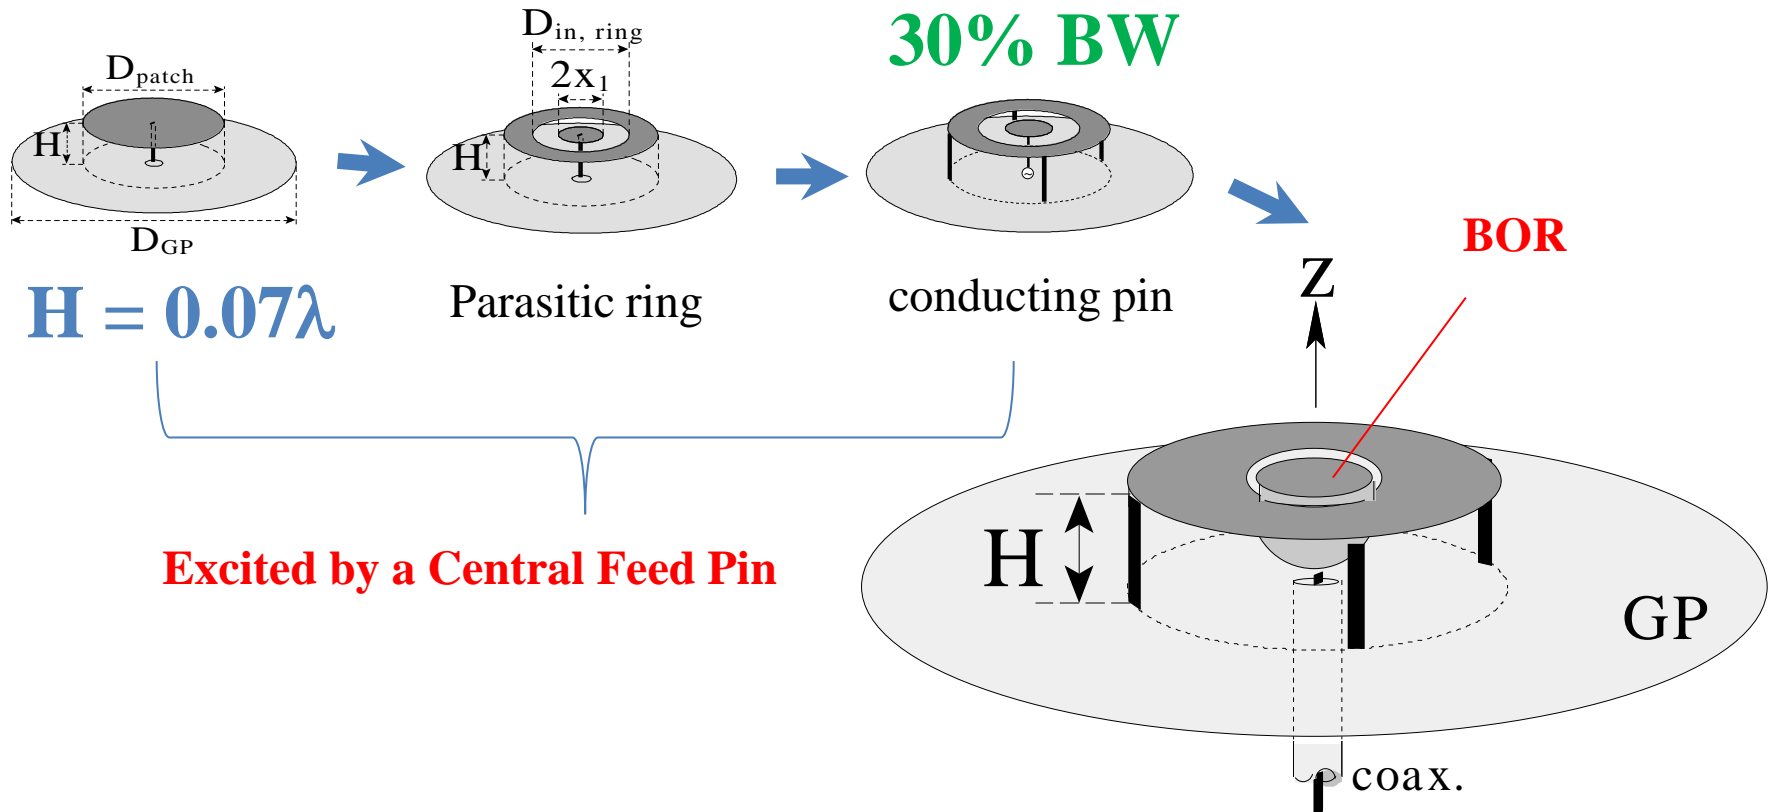 D_in, ring
30% BW
D_patch
2x_1
H
H
D_GP
BOR
Z
H = 0.07λ
Parasitic ring
conducting pin
Excited by a Central Feed Pin
H
GP
coax.